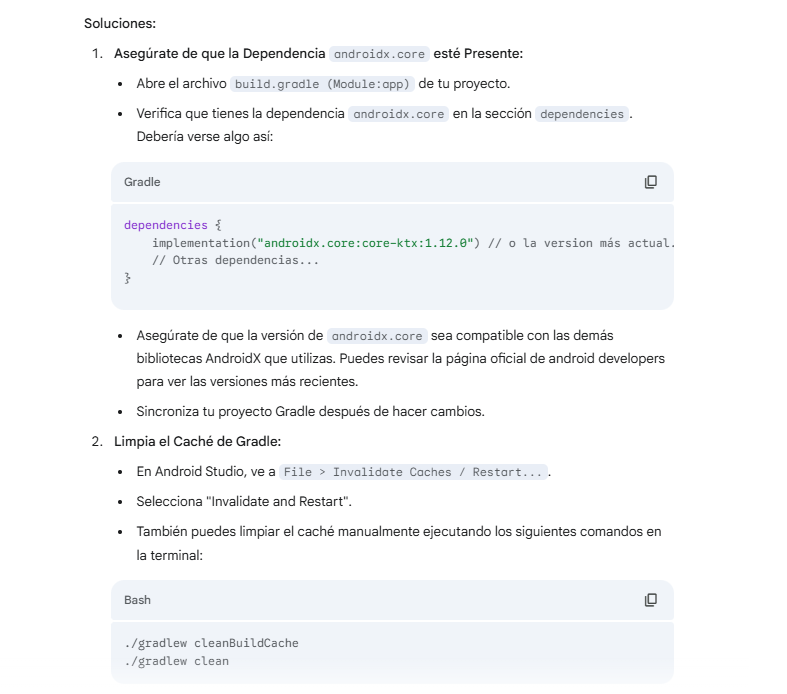 Soluciones:
1. Asegúrate de que la Dependencia androidx.core esté Presente:
• Abre el archivo build.gradle (Module:app) de tu proyecto.
• Verifica que tienes la dependencia androidx.core en la sección dependencies.
Debería verse algo así:
Gradle
dependencies {
    implementation("androidx.core:core-ktx:1.12.0") // o la version más actual.
    // Otras dependencias...
}
• Asegúrate de que la versión de androidx.core sea compatible con las demás
bibliotecas AndroidX que utilizas. Puedes revisar la página oficial de android developers
para ver las versiones más recientes.
• Sincroniza tu proyecto Gradle después de hacer cambios.
2. Limpia el Caché de Gradle:
• En Android Studio, ve a File > Invalidate Caches / Restart....
• Selecciona "Invalidate and Restart".
• También puedes limpiar el caché manualmente ejecutando los siguientes comandos en
la terminal:
Bash
./gradlew cleanBuildCache
./gradlew clean